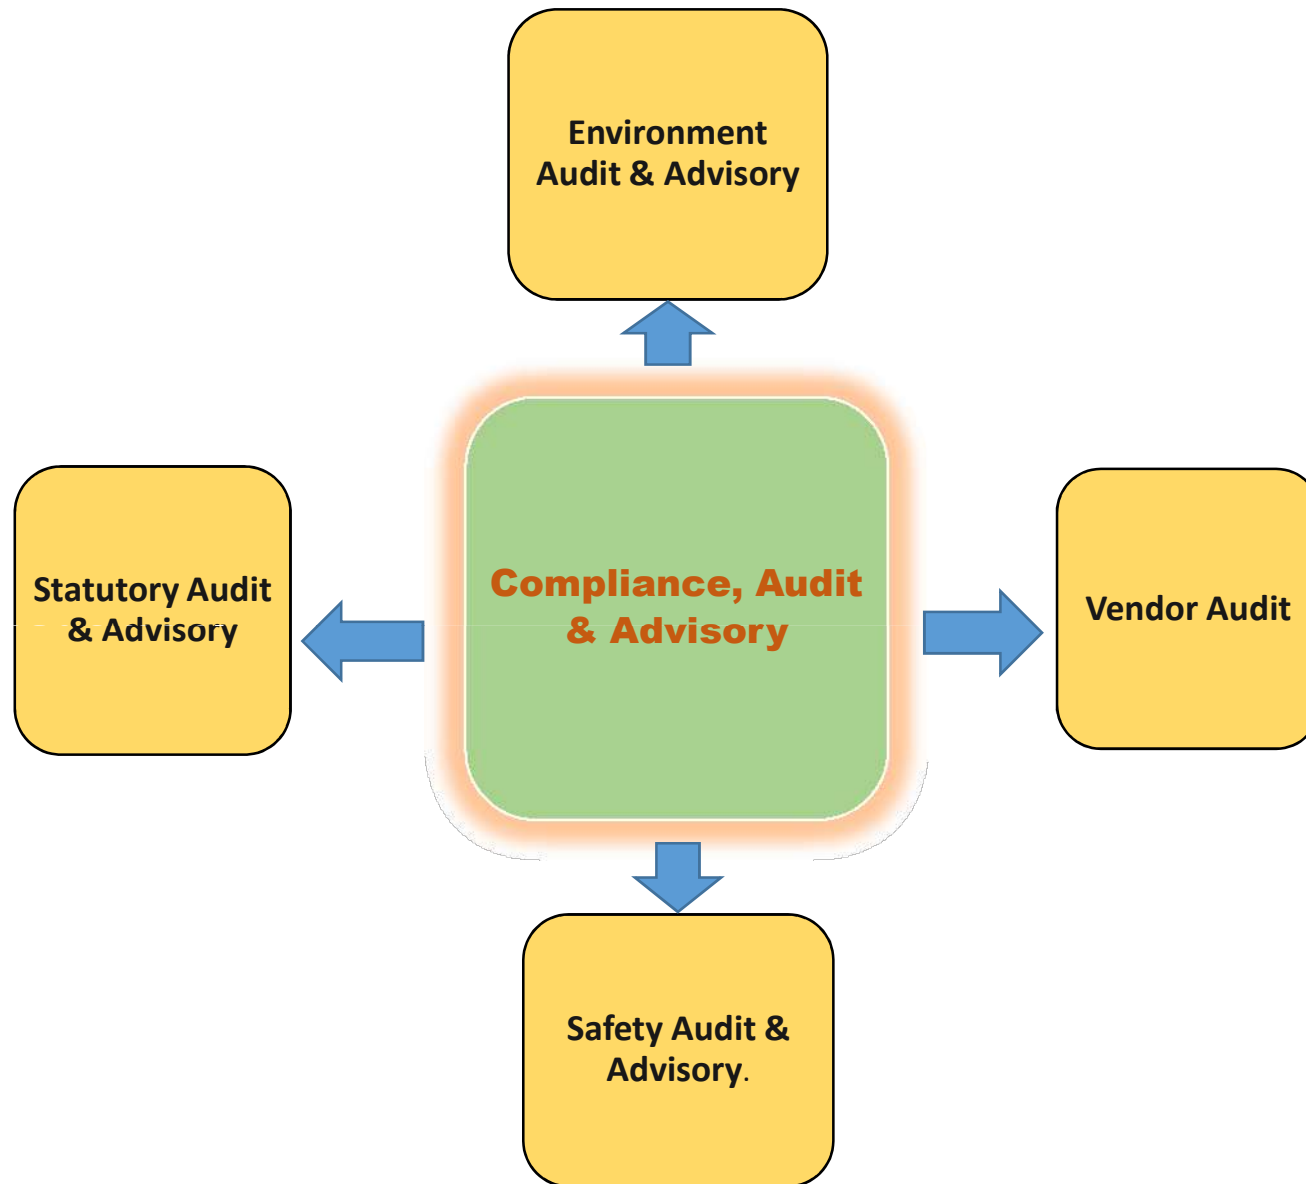 Environment
Audit & Advisory
Statutory Audit
& Advisory
Compliance, Audit
& Advisory
Vendor Audit
Safety Audit &
Advisory.